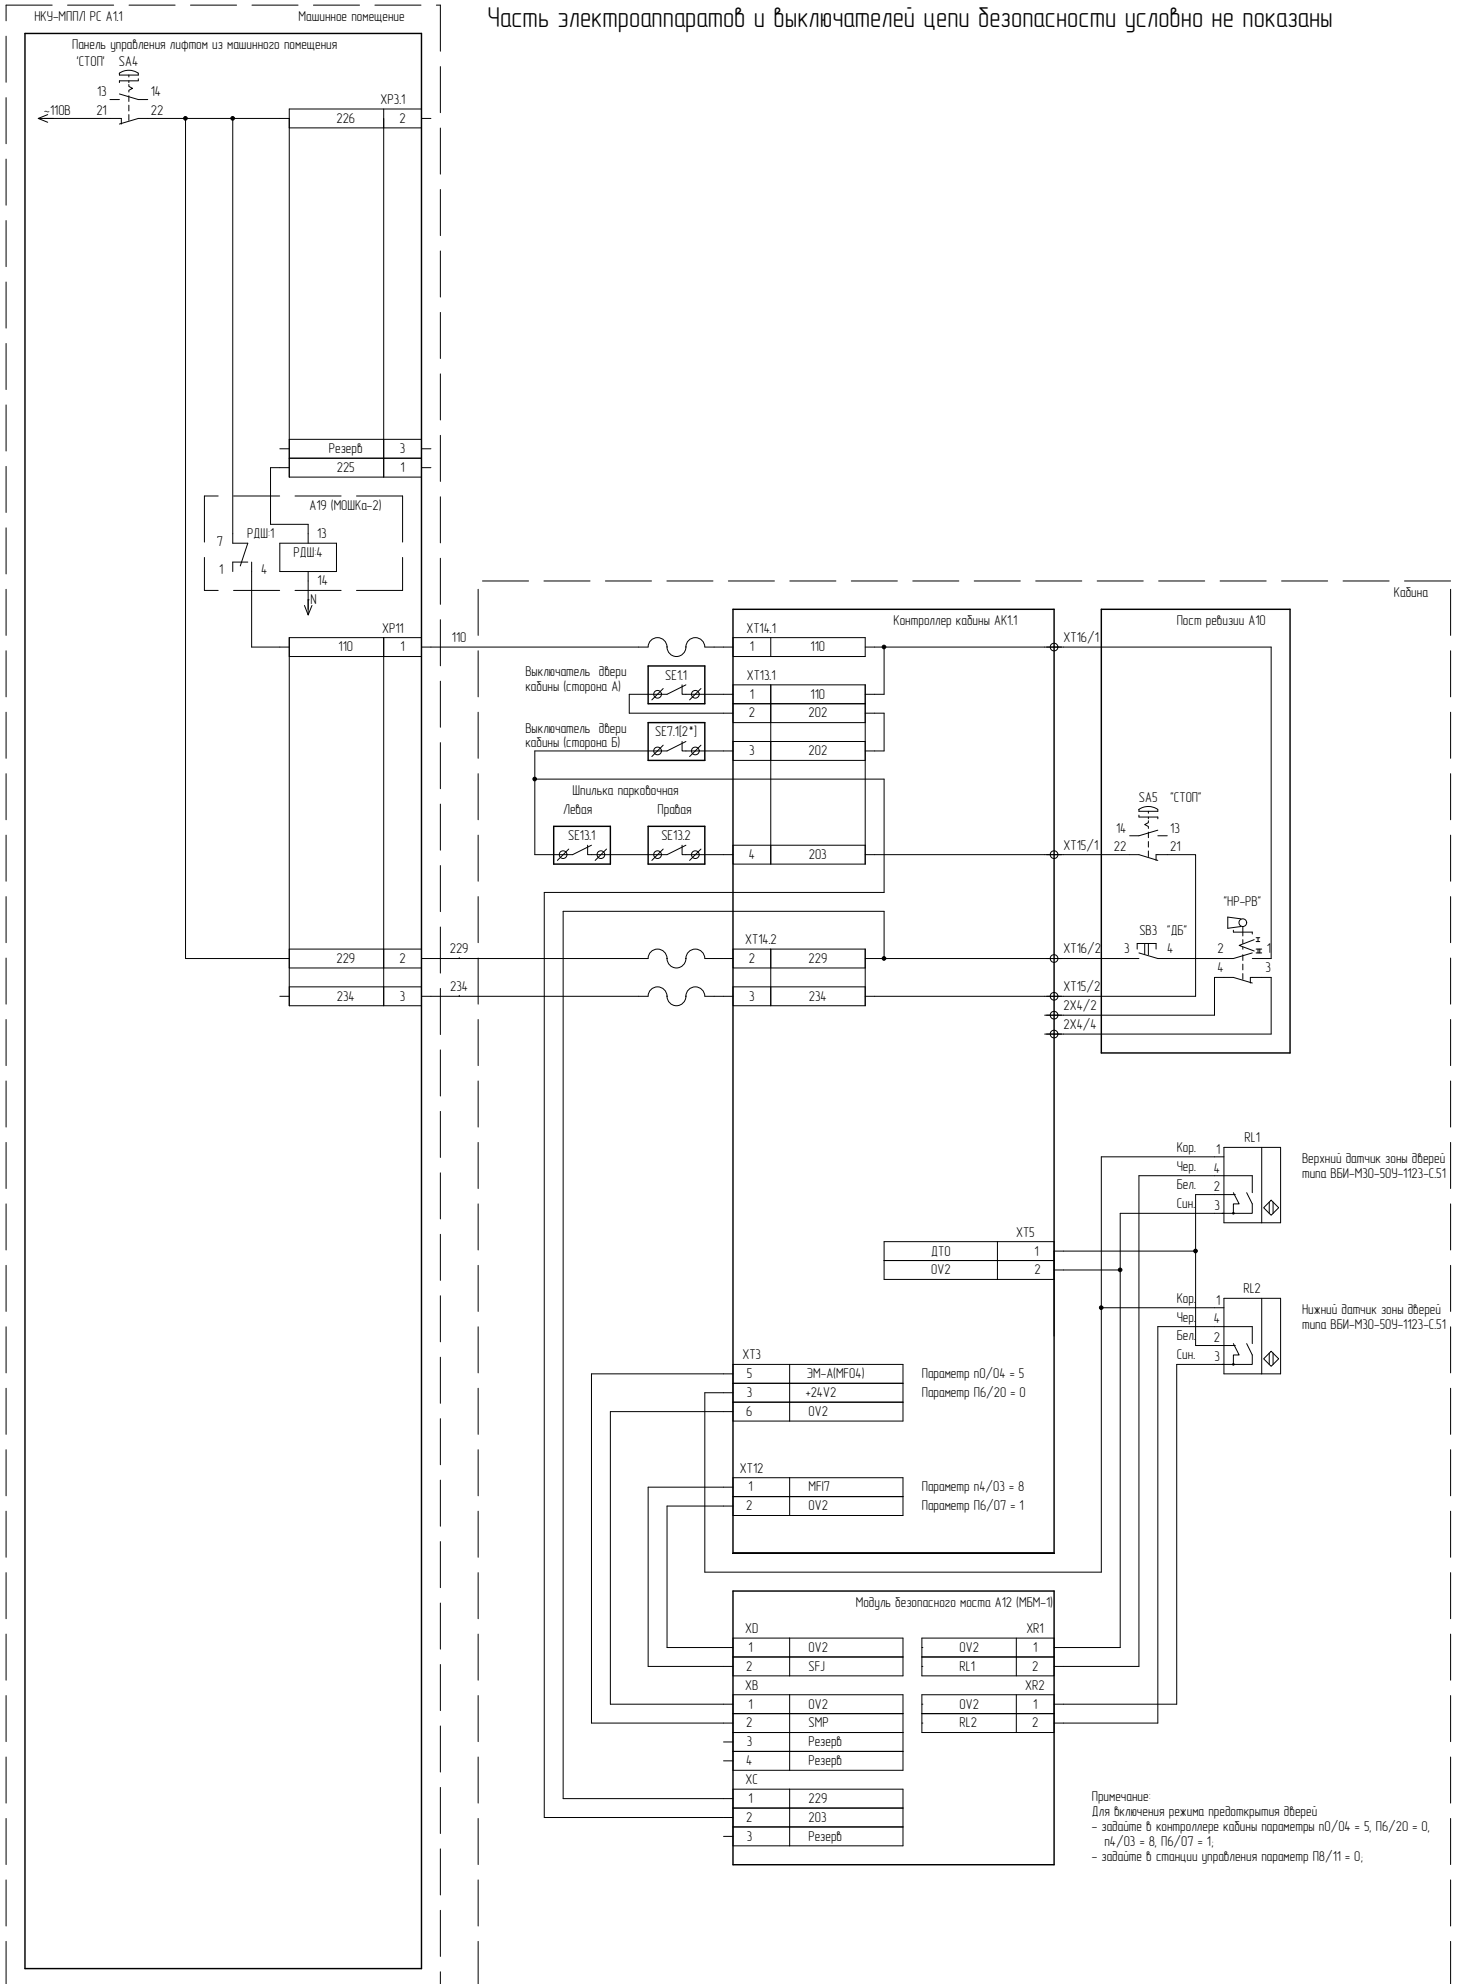 Часть электроаппаратов и выключателей цепи безопасности условно не показаны
НКУ-МППЛ РС А1.1
Машинное помещение
Панель управления лифтом из машинного помещения
"СТОП" SA4
13 14
~110В 21 22
XP3.1
226 2
Резерв 3
225 1
А19 (МОШКа-2)
7 РДШ:1 13
РДШ:4
1 4 14
N
XP11
110 1
229 2
234 3
110
229
234
Кабина
Контроллер кабины АК1.1
XT14.1
1 110
XT13.1
1 110
2 202
3 202
4 203
Выключатель двери
кабины (сторона А)
SE1.1
Выключатель двери
кабины (сторона Б)
SE7.1(2*)
Шпилька парковочная
Левая Правая
SE13.1 SE13.2
XT14.2
2 229
3 234
XT16/1
XT15/1
XT16/2
XT15/2
2X4/2
2X4/4
Пост ревизии А10
SA5 "СТОП"
14 13
22 21
"НР-РВ"
SB3 "ДБ"
3 4 2 1
4 3
I
II
RL1
Кор. 1
Чер. 4
Бел. 2
Син. 3
Верхний датчик зоны дверей
типа ВБИ-М30-50У-1123-С.51
XT5
ДТО 1
0V2 2
RL2
Кор. 1
Чер. 4
Бел. 2
Син. 3
Нижний датчик зоны дверей
типа ВБИ-М30-50У-1123-С.51
XT3
5 ЭМ-А(MF04) Параметр n0/04 = 5
3 +24V2 Параметр П6/20 = 0
6 0V2
XT12
1 MFI7 Параметр n4/03 = 8
2 0V2 Параметр П6/07 = 1
Модуль безопасного моста А12 (МБМ-1)
XD XR1
1 0V2 0V2 1
2 SFJ RL1 2
XB XR2
1 0V2 0V2 1
2 SMP RL2 2
3 Резерв
4 Резерв
XC
1 229
2 203
3 Резерв
Примечание:
Для включения режима предоткрытия дверей
- задайте в контроллере кабины параметры n0/04 = 5, П6/20 = 0,
n4/03 = 8, П6/07 = 1;
- задайте в станции управления параметр П8/11 = 0;